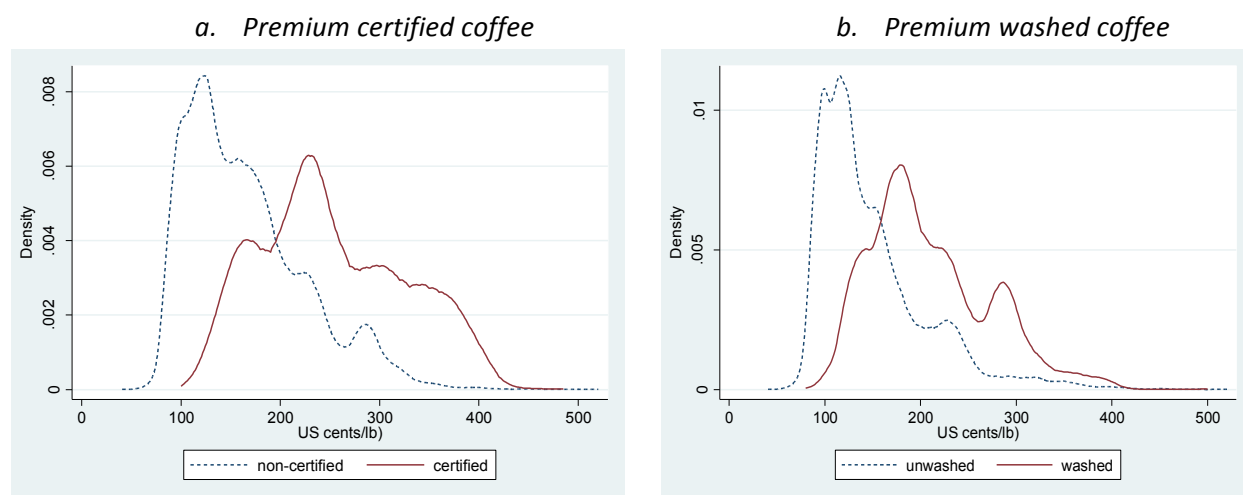 a. Premium certified coffee
.008
.006
.004
.002
0
Density
0 100 200 300 400 500
US cents/lb)
non-certified certified
b. Premium washed coffee
.01
.005
0
Density
0 100 200 300 400 500
US cents/lb)
unwashed washed